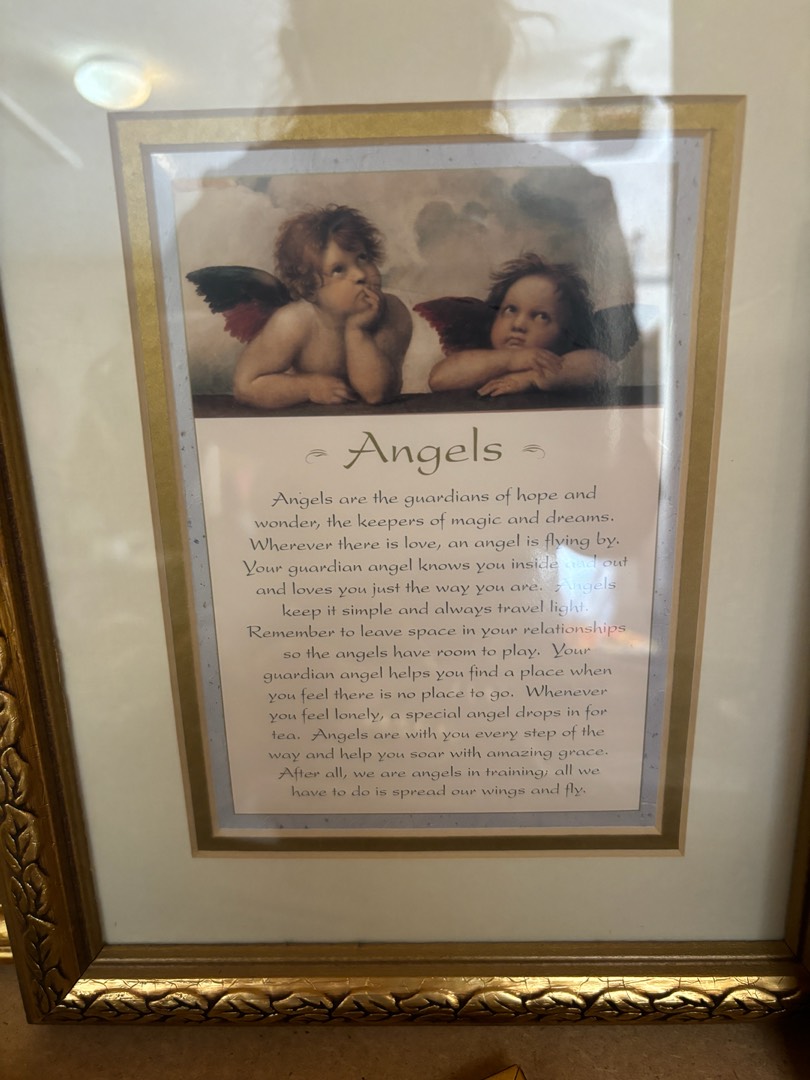 Angels
Angels are the guardians of hope and
wonder, the keepers of magic and dreams.
Wherever there is love, an angel is flying by.
Your guardian angel knows you inside and out
and loves you just the way you are. Angels
keep it simple and always travel light.
Remember to leave space in your relationships
so the angels have room to play. Your
guardian angel helps you find a place when
you feel there is no place to go. Whenever
you feel lonely, a special angel drops in for
tea. Angels are with you every step of the
way and help you soar with amazing grace.
After all, we are angels in training; all we
have to do is spread our wings and fly.